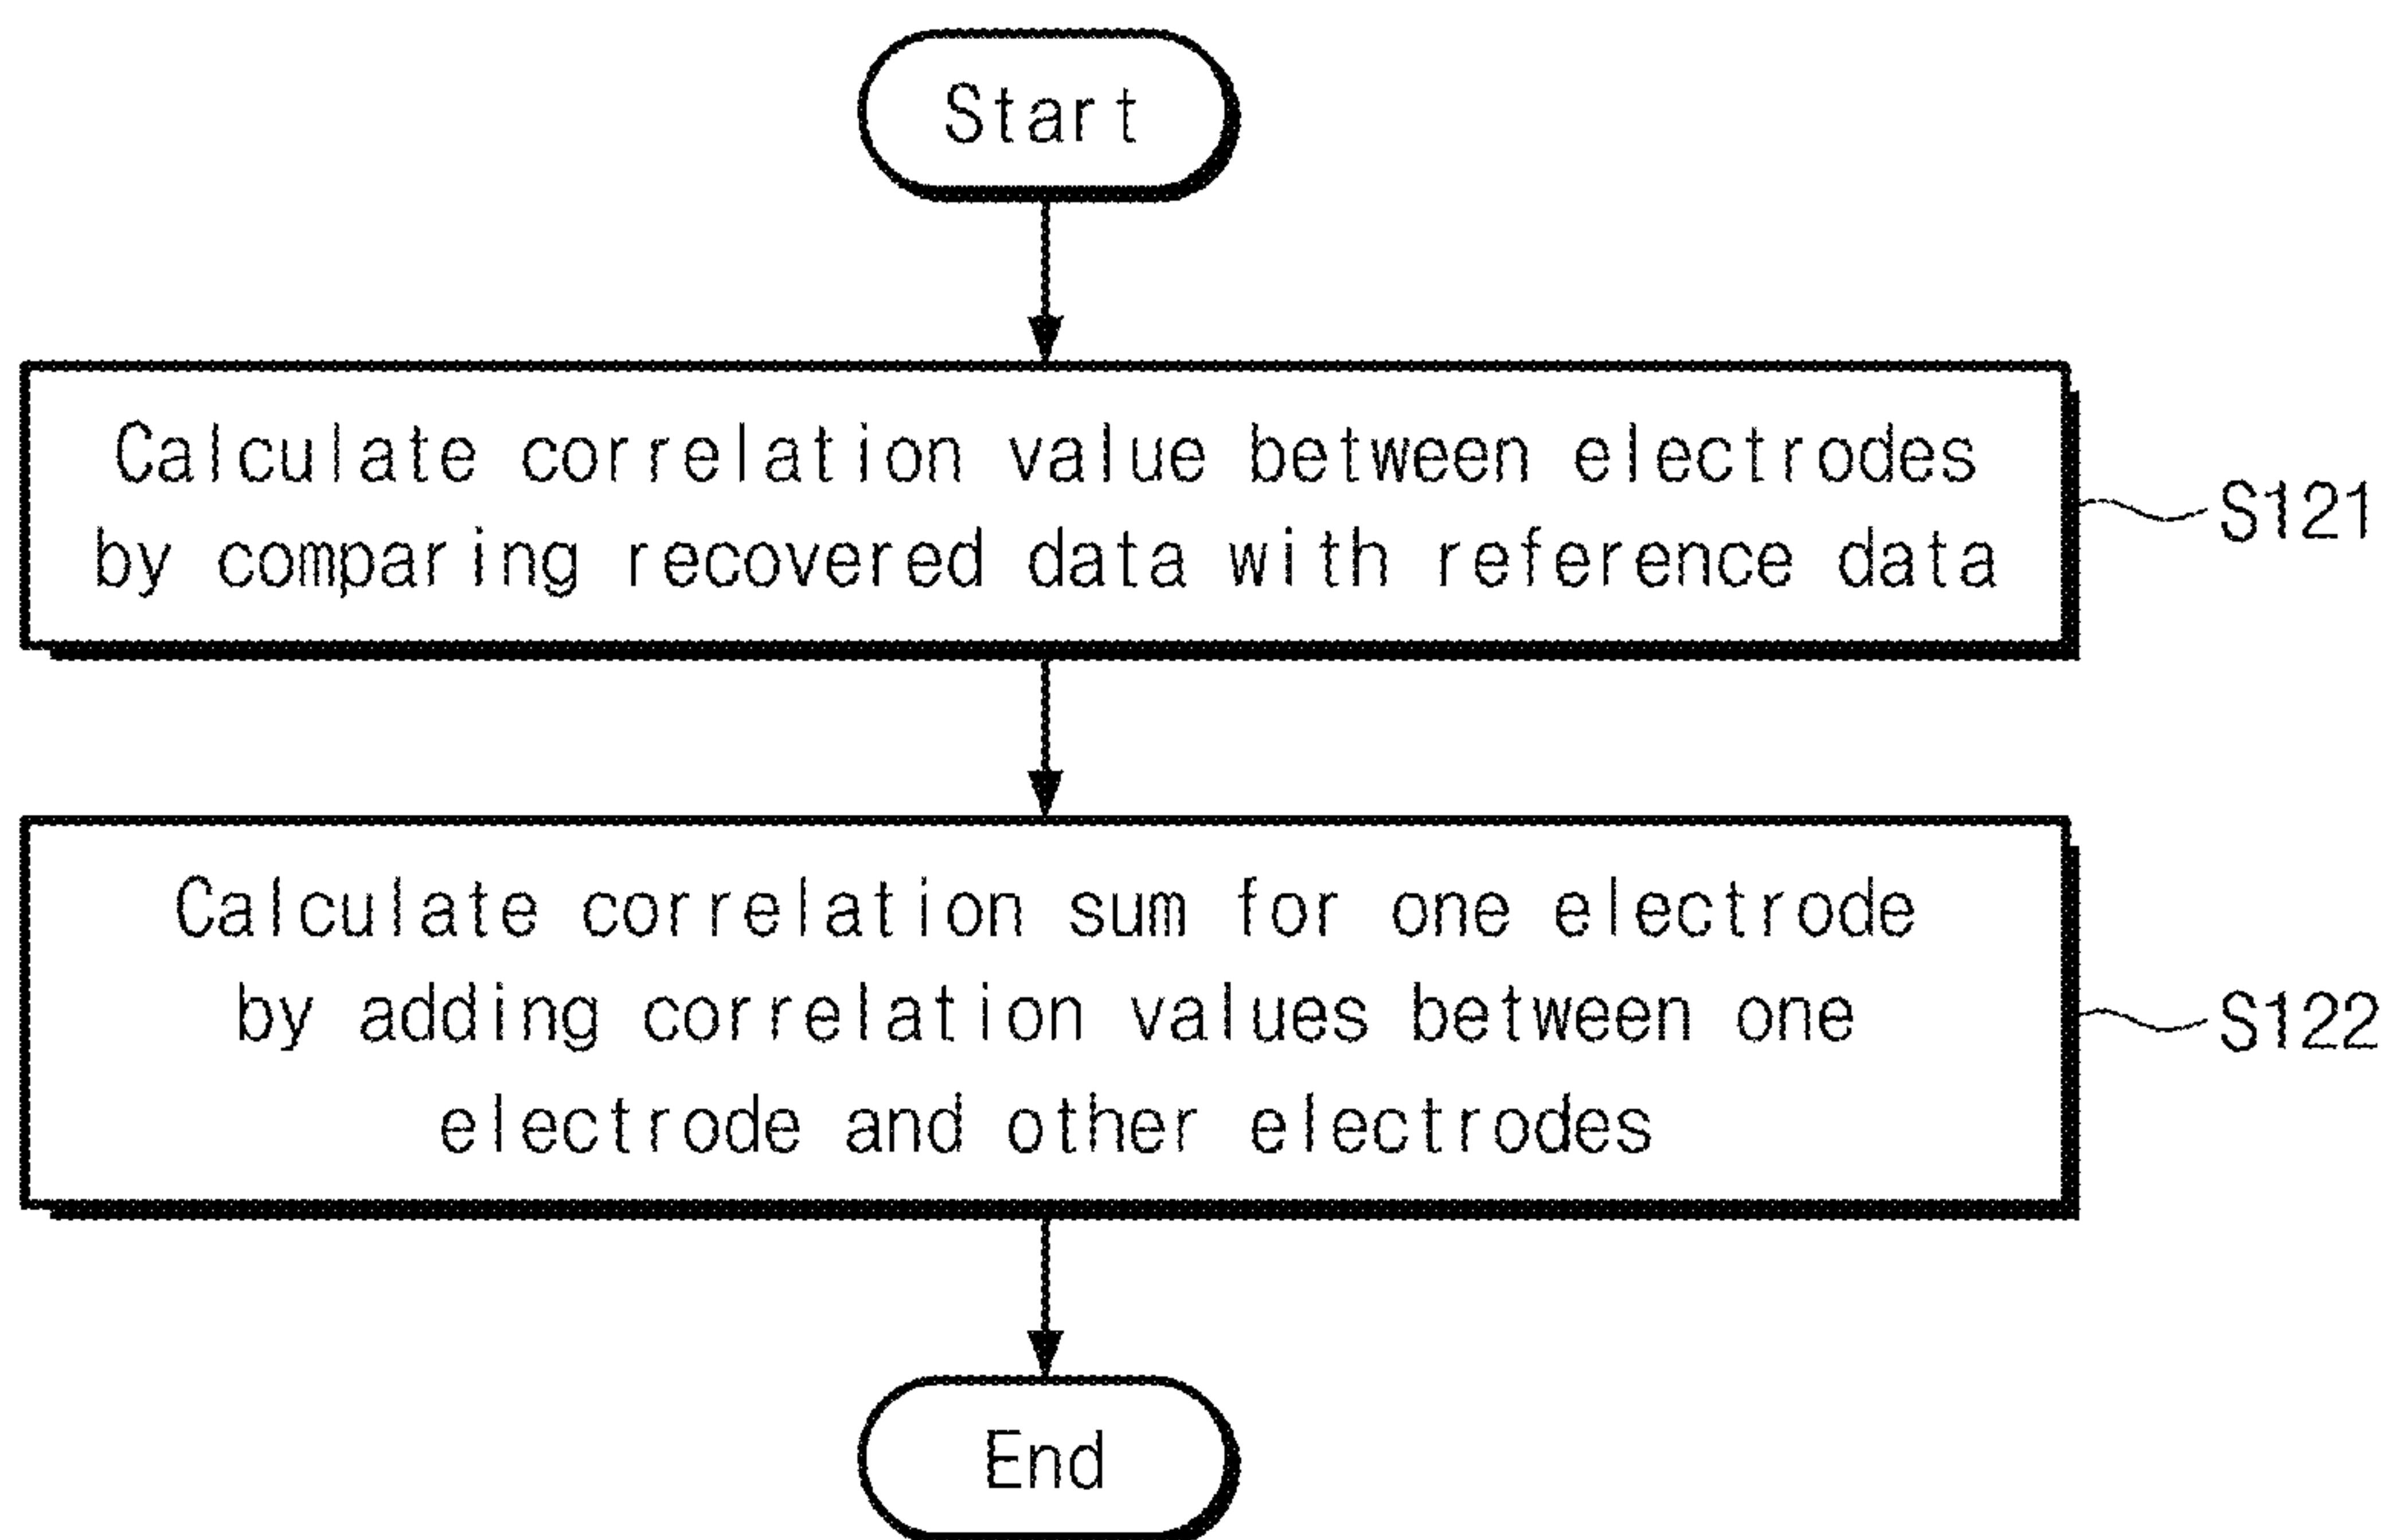 Start
Calculate correlation value between electrodes
by comparing recovered data with reference data
S121
Calculate correlation sum for one electrode
by adding correlation values between one
electrode and other electrodes
S122
End